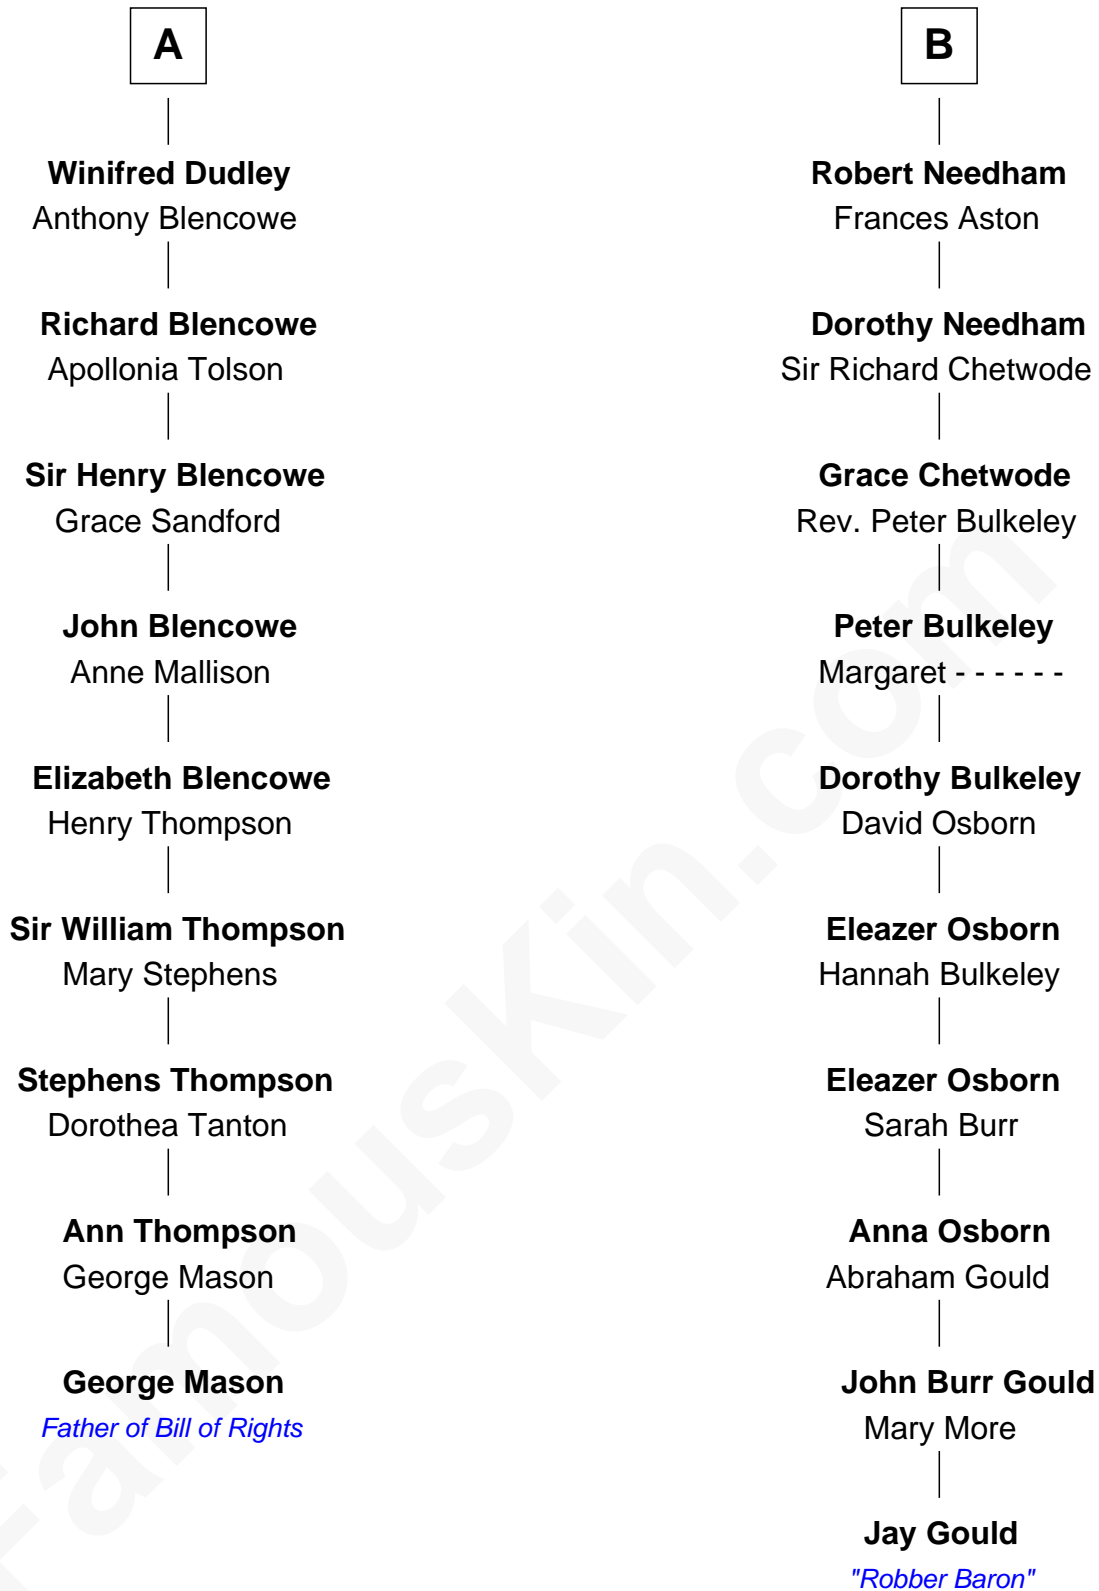 A
Winifred Dudley
Anthony Blencowe
Richard Blencowe
Apollonia Tolson
Sir Henry Blencowe
Grace Sandford
John Blencowe
Anne Mallison
Elizabeth Blencowe
Henry Thompson
Sir William Thompson
Mary Stephens
Stephens Thompson
Dorothea Tanton
Ann Thompson
George Mason
George Mason
Father of Bill of Rights
B
Robert Needham
Frances Aston
Dorothy Needham
Sir Richard Chetwode
Grace Chetwode
Rev. Peter Bulkeley
Peter Bulkeley
Margaret - - - - - -
Dorothy Bulkeley
David Osborn
Eleazer Osborn
Hannah Bulkeley
Eleazer Osborn
Sarah Burr
Anna Osborn
Abraham Gould
John Burr Gould
Mary More
Jay Gould
"Robber Baron"
FamousKin.com